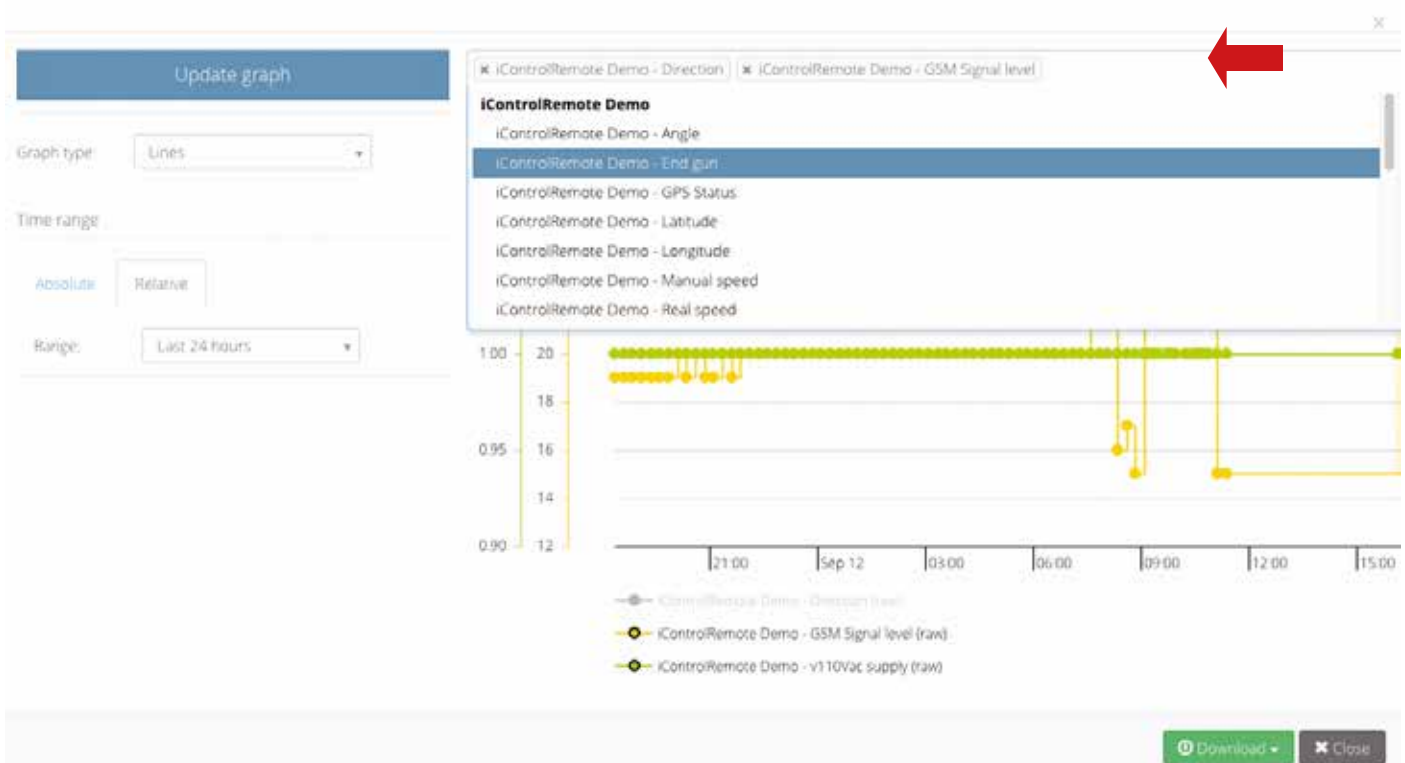 ×
Update graph
Graph type: Lines
Time range
Absolute Relative
Range: Last 24 hours
× iControlRemote Demo - Direction × iControlRemote Demo - GSM Signal level
iControlRemote Demo
iControlRemote Demo - Angle
iControlRemote Demo - End gun
iControlRemote Demo - GPS Status
iControlRemote Demo - Latitude
iControlRemote Demo - Longitude
iControlRemote Demo - Manual speed
iControlRemote Demo - Real speed
1.00 20
18
0.95 16
14
0.90 12
21:00 Sep 12 03:00 06:00 09:00 12:00 15:00
iControlRemote Demo - Direction (raw)
iControlRemote Demo - GSM Signal level (raw)
iControlRemote Demo - v110Vac supply (raw)
Download × Close